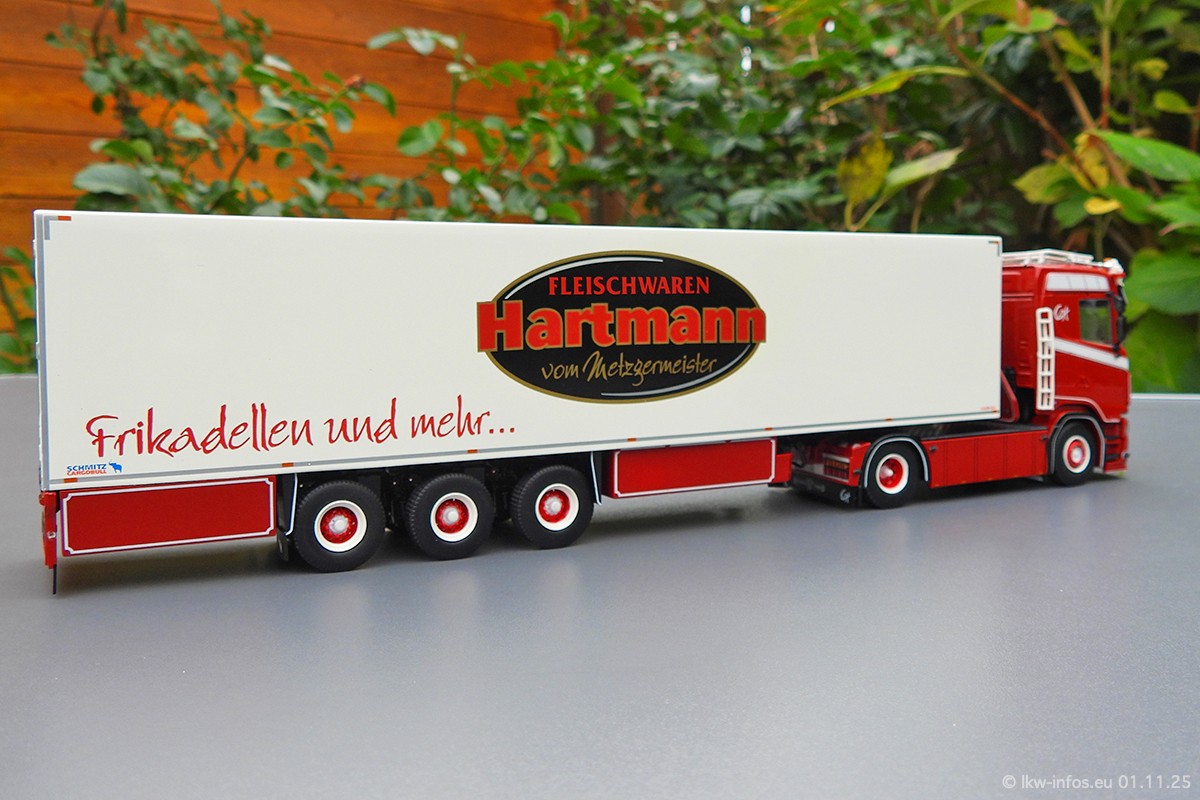 FLEISCHWAREN
Hartmann
vom Metzgermeister
Frikadellen und mehr...
SCHMITZ
CARGOBULL
© lkw-infos.eu 01.11.25